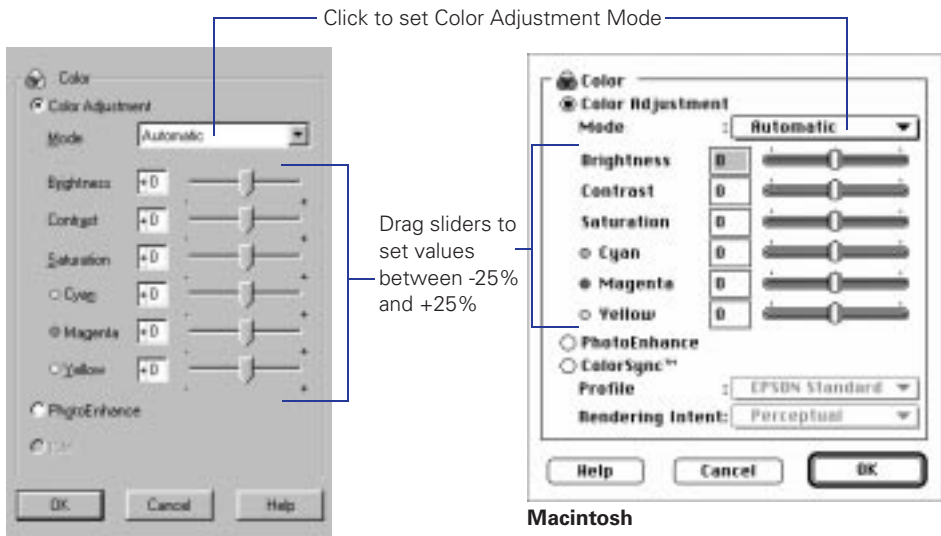 Click to set Color Adjustment Mode
Color
Color Adjustment
Mode
Automatic
Brightness
+0
Contrast
+0
Saturation
+0
Cyan
+0
Magenta
+0
Yellow
+0
PhotoEnhance
OK
Cancel
Help
Drag sliders to
set values
between -25%
and +25%
Color
Color Adjustment
Mode : Automatic
Brightness 0
Contrast 0
Saturation 0
Cyan 0
Magenta 0
Yellow 0
PhotoEnhance
ColorSync™
Profile : EPSON Standard
Rendering Intent: Perceptual
Help Cancel OK
Macintosh